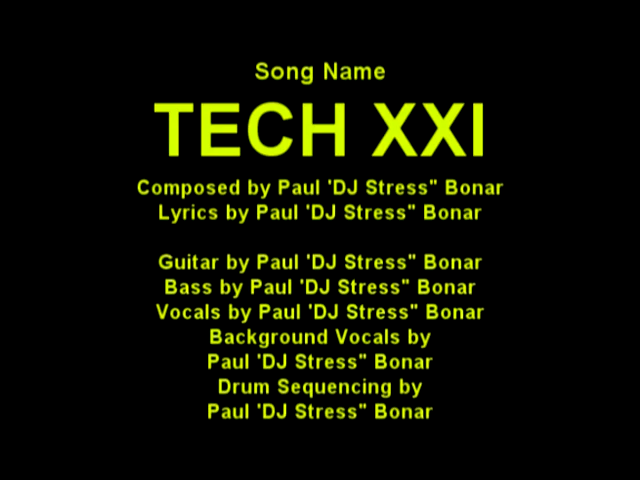 Song Name
TECH XXI
Composed by Paul 'DJ Stress" Bonar
Lyrics by Paul 'DJ Stress" Bonar
Guitar by Paul 'DJ Stress" Bonar
Bass by Paul 'DJ Stress" Bonar
Vocals by Paul 'DJ Stress" Bonar
Background Vocals by
Paul 'DJ Stress" Bonar
Drum Sequencing by
Paul 'DJ Stress" Bonar